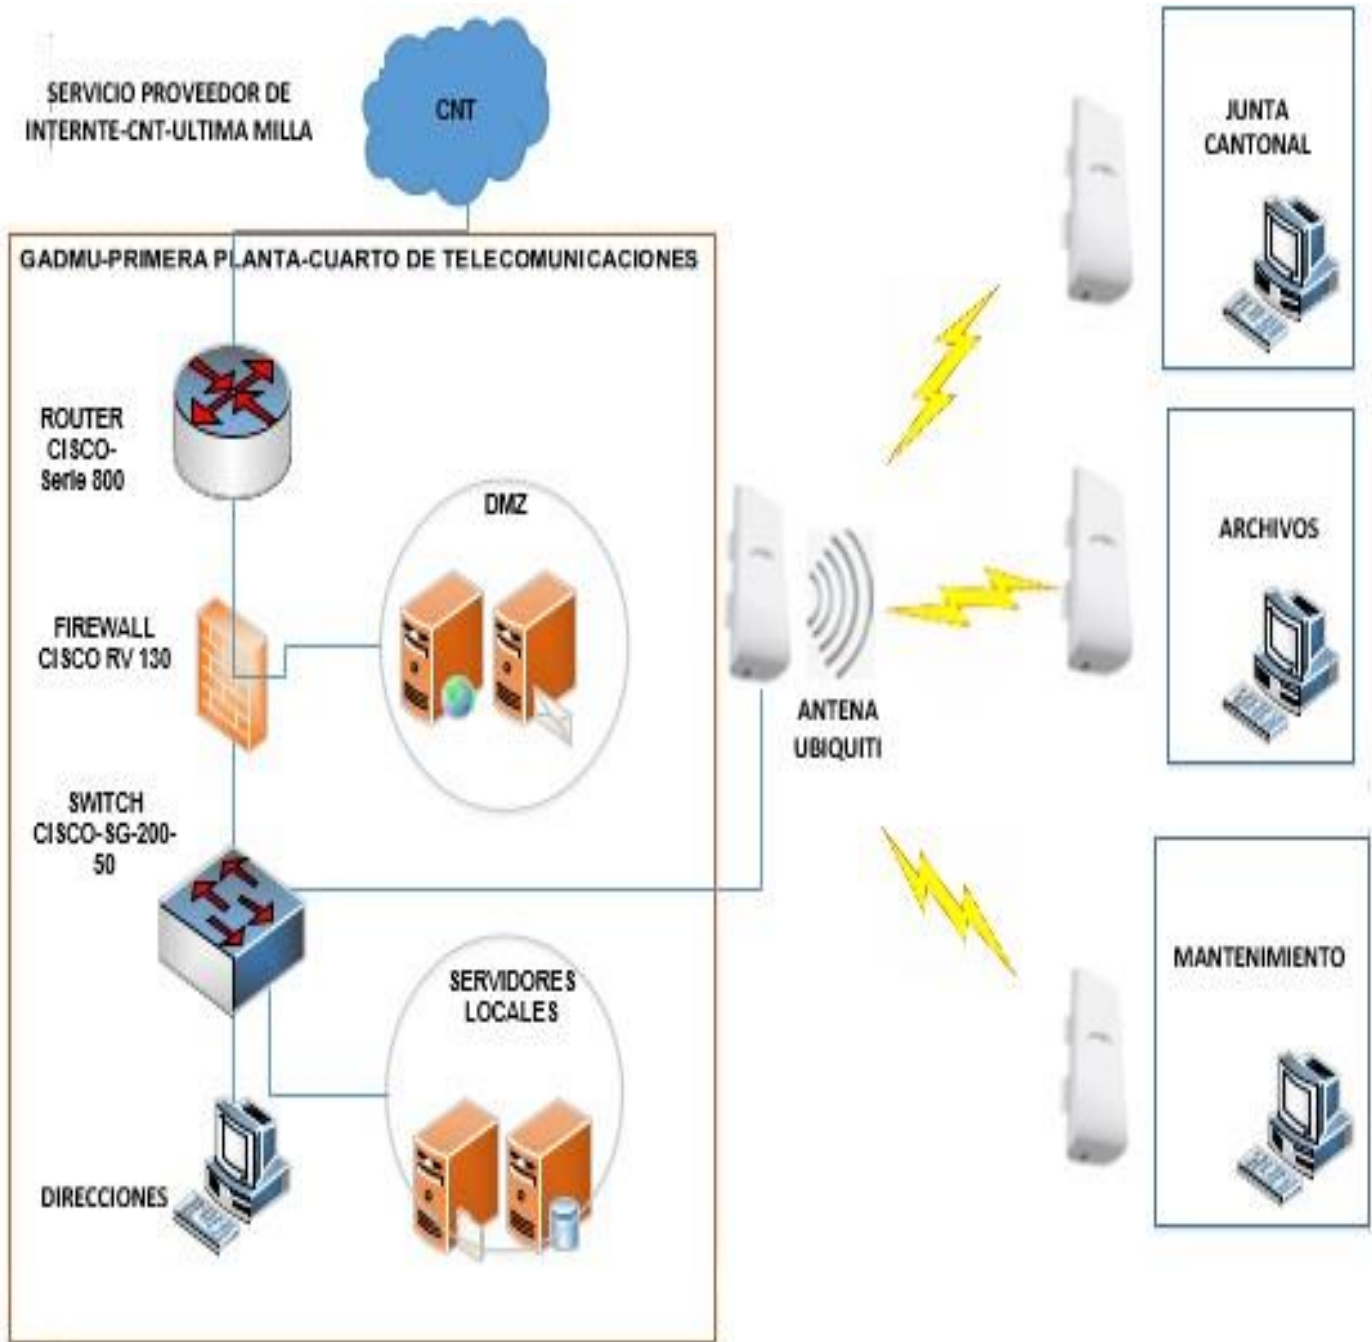 SERVICIO PROVEEDOR DE
INTERNTE-CNT-ULTIMA MILLA
CNT
GADMU-PRIMERA PLANTA-CUARTO DE TELECOMUNICACIONES
ROUTER
CISCO-
Serie 800
DMZ
FIREWALL
CISCO RV 130
SWITCH
CISCO-SG-200-
50
SERVIDORES
LOCALES
DIRECCIONES
ANTENA
UBIQUITI
JUNTA
CANTONAL
ARCHIVOS
MANTENIMIENTO